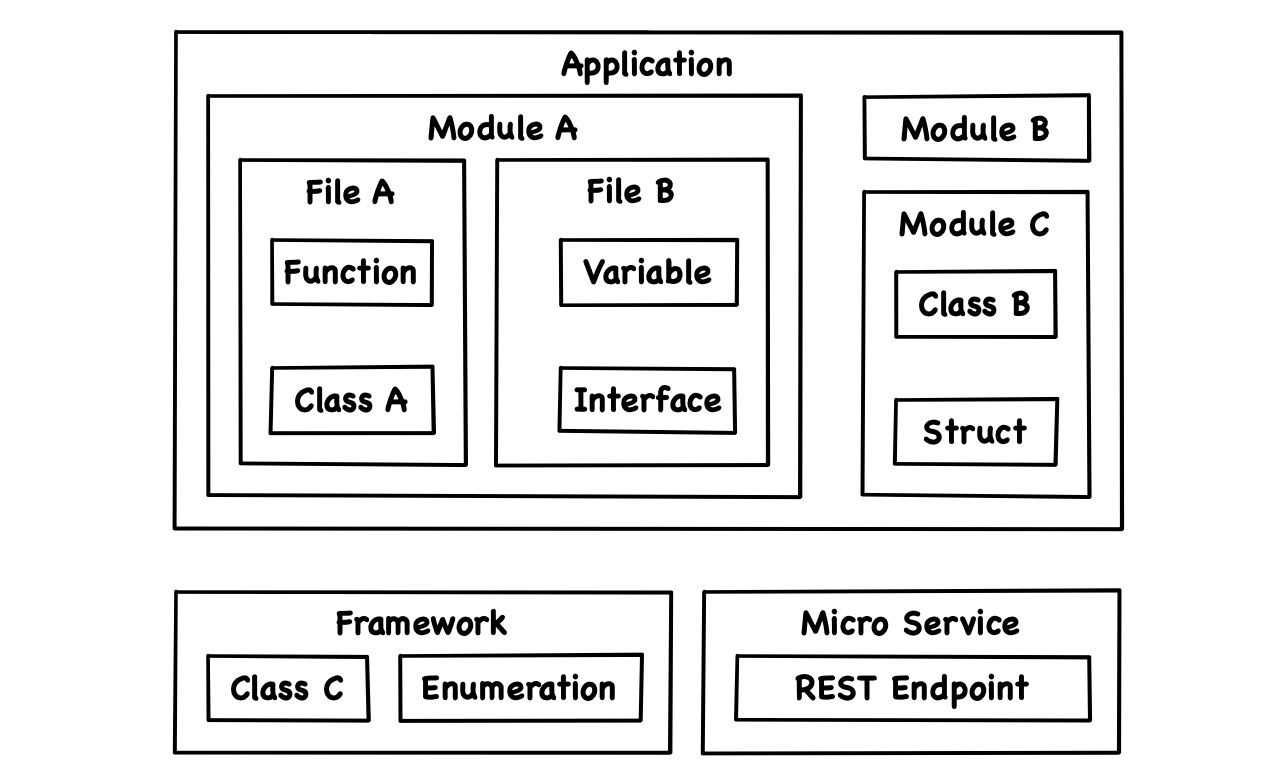 Application
Module A
File A
Function
Class A
File B
Variable
Interface
Module B
Module C
Class B
Struct
Framework
Class C
Enumeration
Micro Service
REST Endpoint